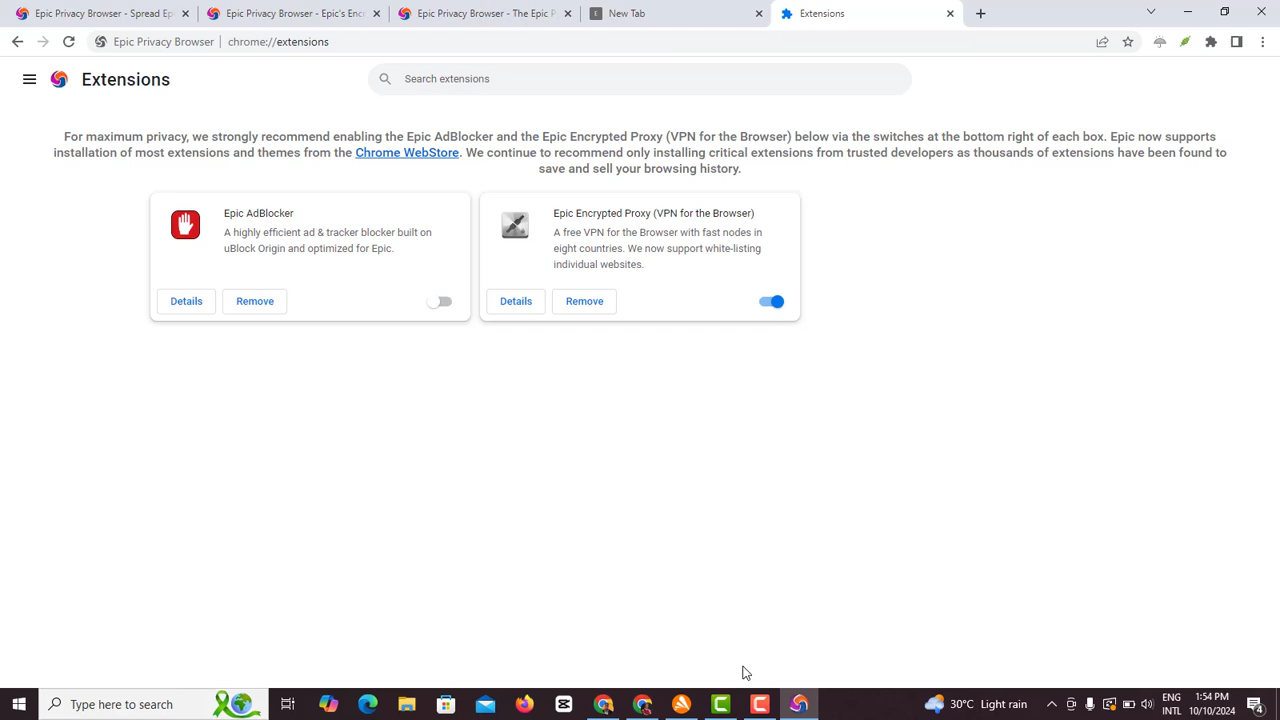 Epic Privacy Browser - Spread Ep
Epic Privacy Browser - Epic's Enc
Epic Privacy Browser - The Epic P
E
New Tab
Extensions
Epic Privacy Browser
chrome://extensions
Extensions
Search extensions
For maximum privacy, we strongly recommend enabling the Epic AdBlocker and the Epic Encrypted Proxy (VPN for the Browser) below via the switches at the bottom right of each box. Epic now supports
installation of most extensions and themes from the Chrome WebStore. We continue to recommend only installing critical extensions from trusted developers as thousands of extensions have been found to
save and sell your browsing history.
Epic AdBlocker
A highly efficient ad & tracker blocker built on
uBlock Origin and optimized for Epic.
Details
Remove
Epic Encrypted Proxy (VPN for the Browser)
A free VPN for the Browser with fast nodes in
eight countries. We now support white-listing
individual websites.
Details
Remove
Type here to search
30°C Light rain
ENG
INTL
1:54 PM
10/10/2024
4